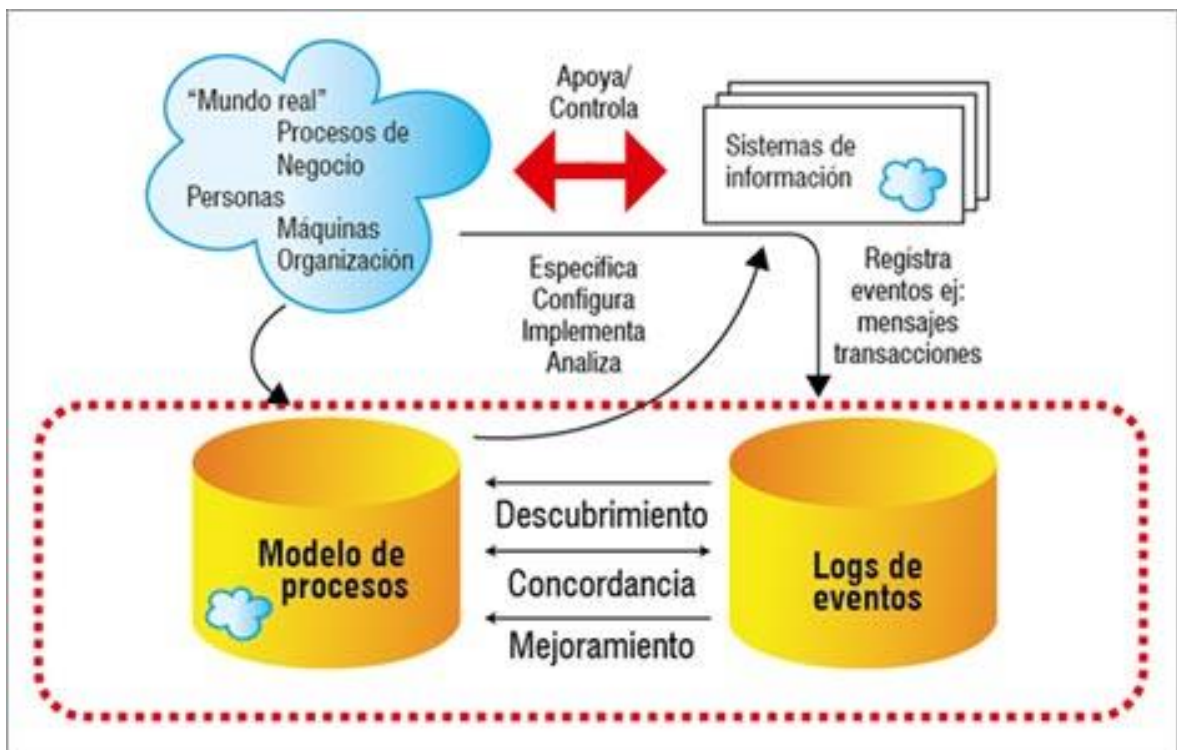 "Mundo real"
Procesos de
Negocio
Personas
Máquinas
Organización
Apoya/
Controla
Sistemas de
información
Especifica
Configura
Implementa
Analiza
Registra
eventos ej:
mensajes
transacciones
Modelo de
procesos
Descubrimiento
Concordancia
Mejoramiento
Logs de
eventos